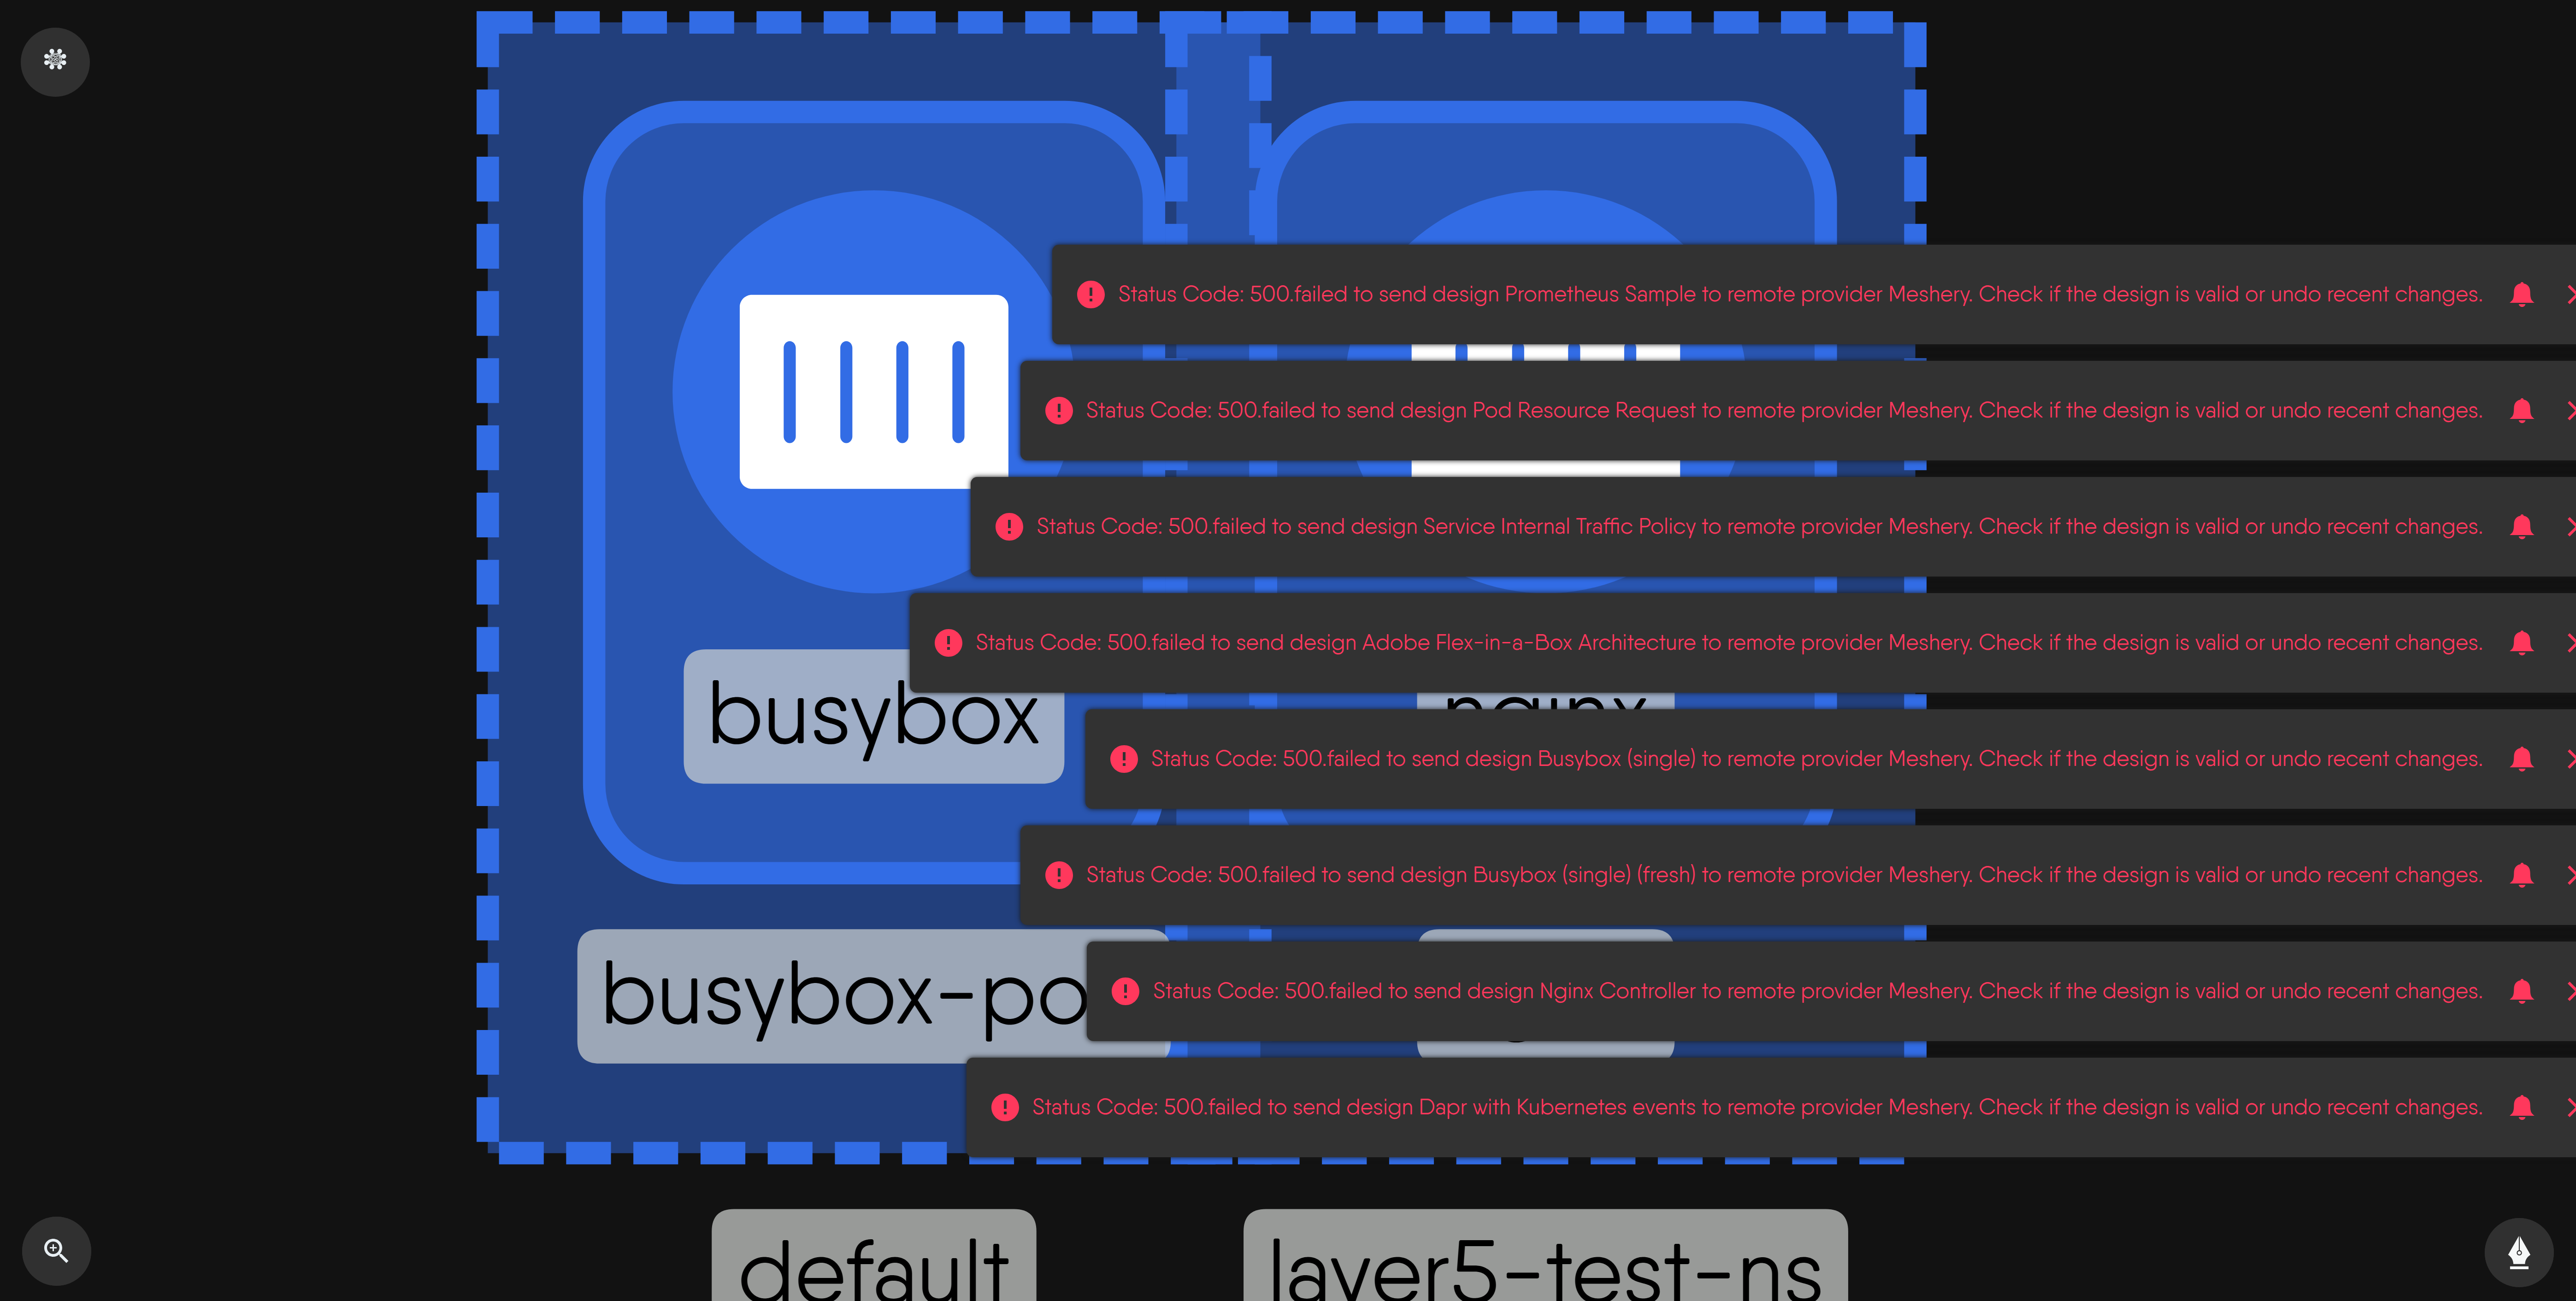 Status Code: 500.failed to send design Prometheus Sample to remote provider Meshery. Check if the design is valid or undo recent changes.
Status Code: 500.failed to send design Pod Resource Request to remote provider Meshery. Check if the design is valid or undo recent changes.
Status Code: 500.failed to send design Service Internal Traffic Policy to remote provider Meshery. Check if the design is valid or undo recent changes.
Status Code: 500.failed to send design Adobe Flex-in-a-Box Architecture to remote provider Meshery. Check if the design is valid or undo recent changes.
busybox
nginx
Status Code: 500.failed to send design Busybox (single) to remote provider Meshery. Check if the design is valid or undo recent changes.
Status Code: 500.failed to send design Busybox (single) (fresh) to remote provider Meshery. Check if the design is valid or undo recent changes.
busybox-po
Status Code: 500.failed to send design Nginx Controller to remote provider Meshery. Check if the design is valid or undo recent changes.
Status Code: 500.failed to send design Dapr with Kubernetes events to remote provider Meshery. Check if the design is valid or undo recent changes.
default
layer5-test-ns